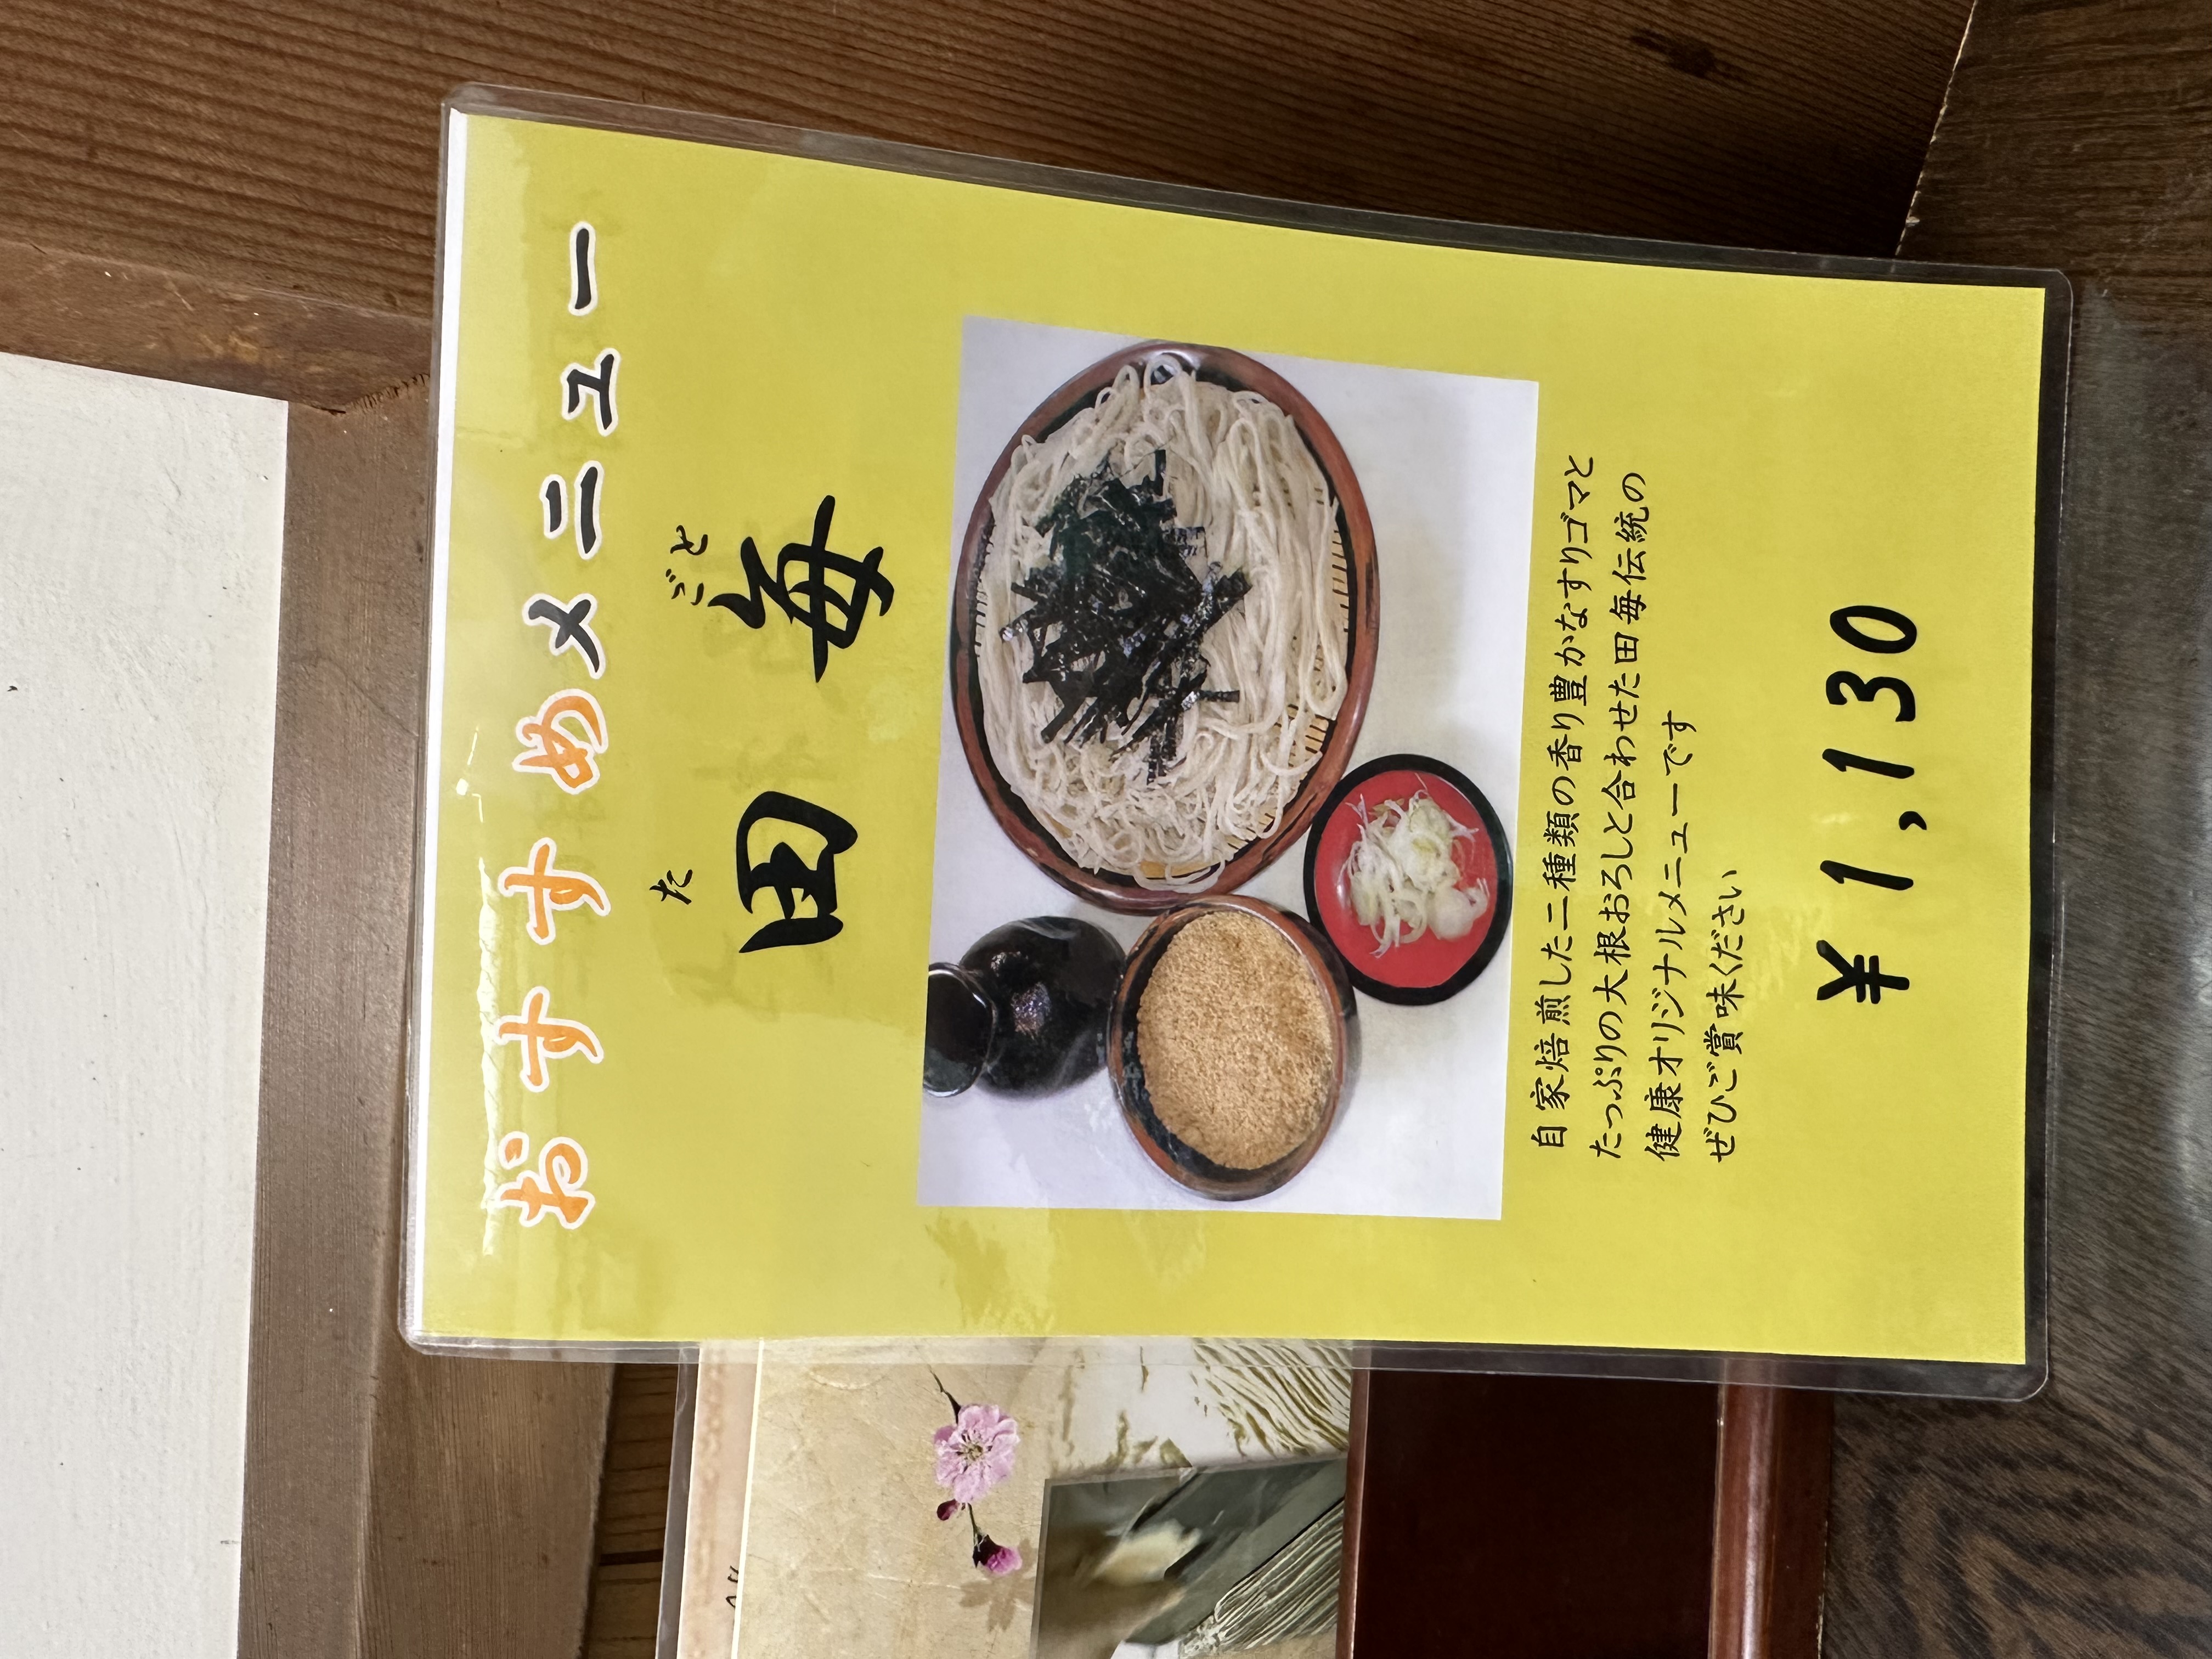 おすすめメニュー
たごと
田毎
自家焙煎した二種類の香り豊かなすりゴマと
たっぷりの大根おろしと合わせた田毎伝統の
健康オリジナルメニューです
ぜひご賞味ください
¥1,130